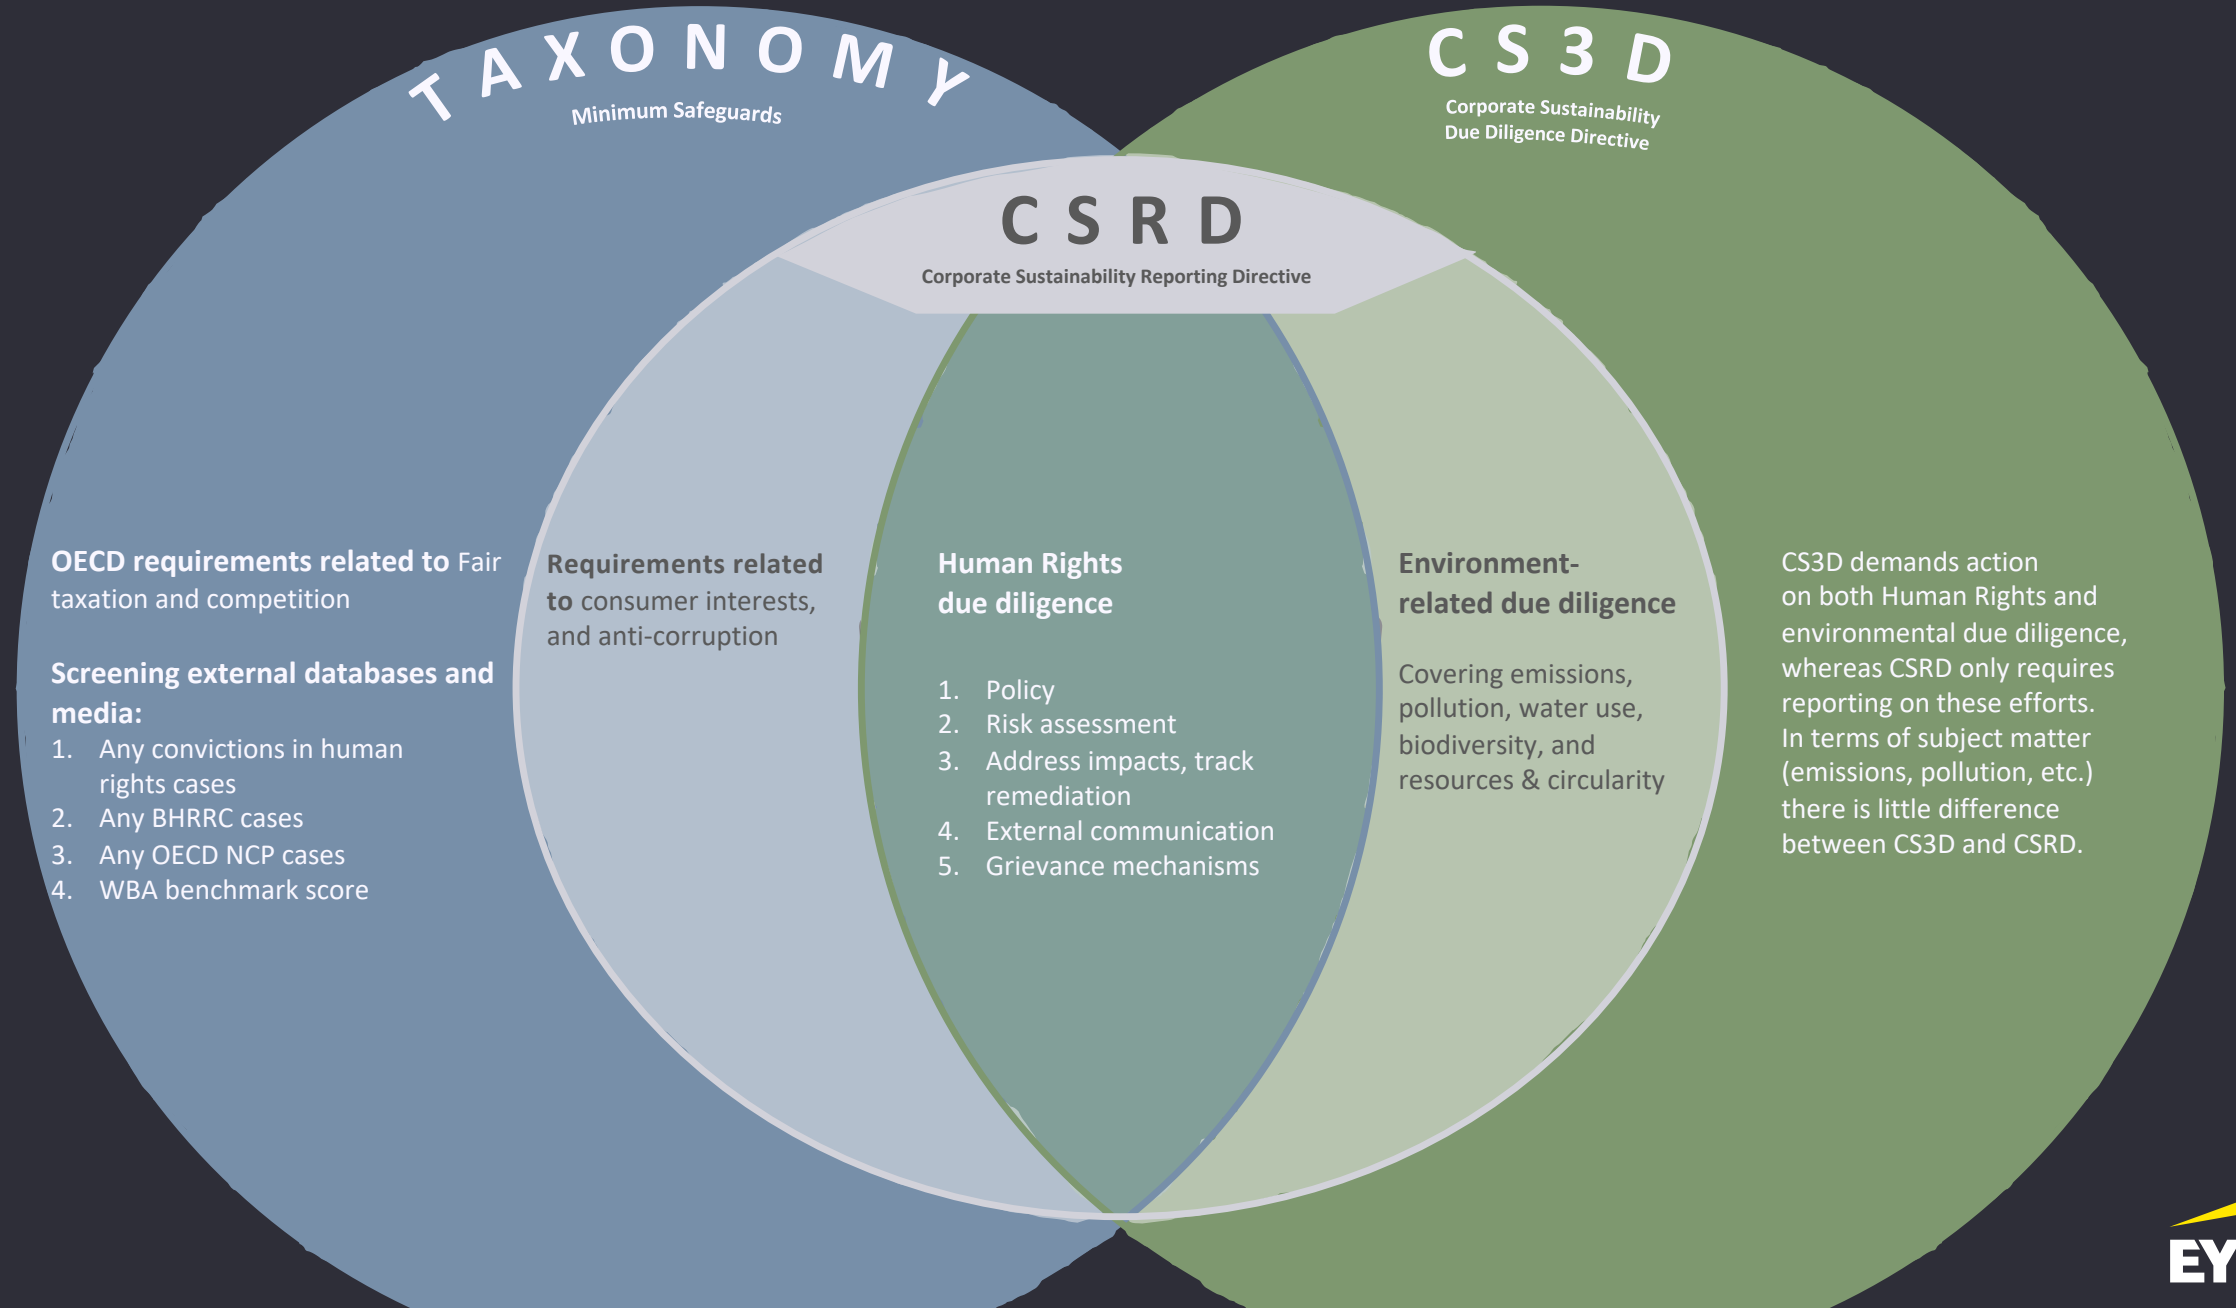 TAXONOMY
Minimum Safeguards
CS3D
Corporate Sustainability
Due Diligence Directive
CSRD
Corporate Sustainability Reporting Directive
OECD requirements related to Fair
taxation and competition
Screening external databases and
media:
1. Any convictions in human
rights cases
2. Any BHRRC cases
3. Any OECD NCP cases
4. WBA benchmark score
Requirements related
to consumer interests,
and anti-corruption
Human Rights
due diligence
1. Policy
2. Risk assessment
3. Address impacts, track
remediation
4. External communication
5. Grievance mechanisms
Environment-
related due diligence
Covering emissions,
pollution, water use,
biodiversity, and
resources & circularity
CS3D demands action
on both Human Rights and
environmental due diligence,
whereas CSRD only requires
reporting on these efforts.
In terms of subject matter
(emissions, pollution, etc.)
there is little difference
between CS3D and CSRD.
EY